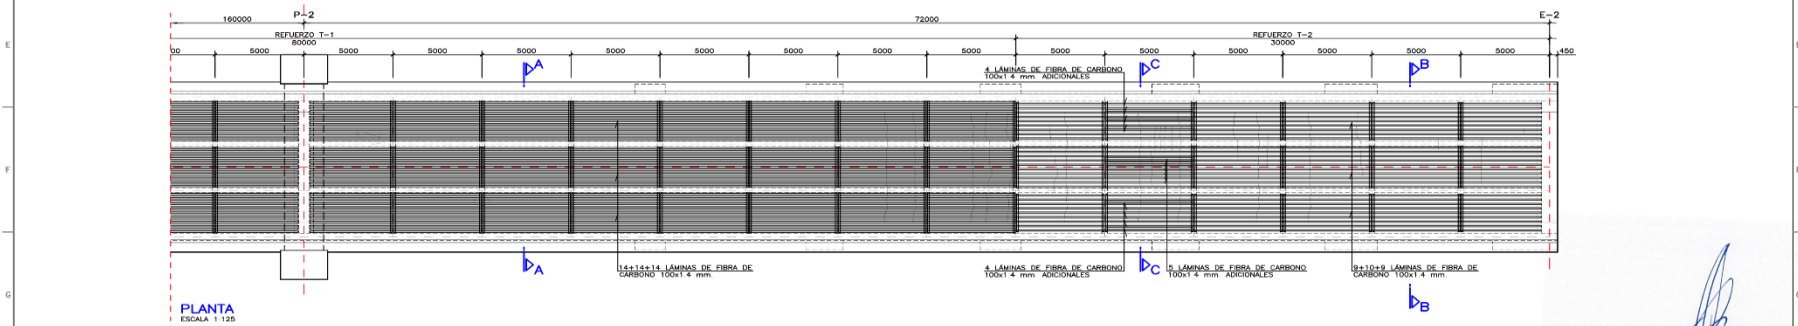 P-2
E-2
160000
72000
REFUERZO T-1
REFUERZO T-2
80000
30000
00 5000 5000 5000 5000 5000 5000 5000 5000 5000 5000 5000 5000 5000 5000 5000 450
E
A
C
B
4 LÁMINAS DE FIBRA DE CARBONO
100x1.4 mm. ADICIONALES
F
A
C
14+14+14 LÁMINAS DE FIBRA DE
CARBONO 100x1.4 mm.
4 LÁMINAS DE FIBRA DE CARBONO
100x1.4 mm. ADICIONALES
5 LÁMINAS DE FIBRA DE CARBONO
100x1.4 mm. ADICIONALES
9+10+9 LÁMINAS DE FIBRA DE
CARBONO 100x1.4 mm.
G
B
PLANTA
ESCALA 1:125